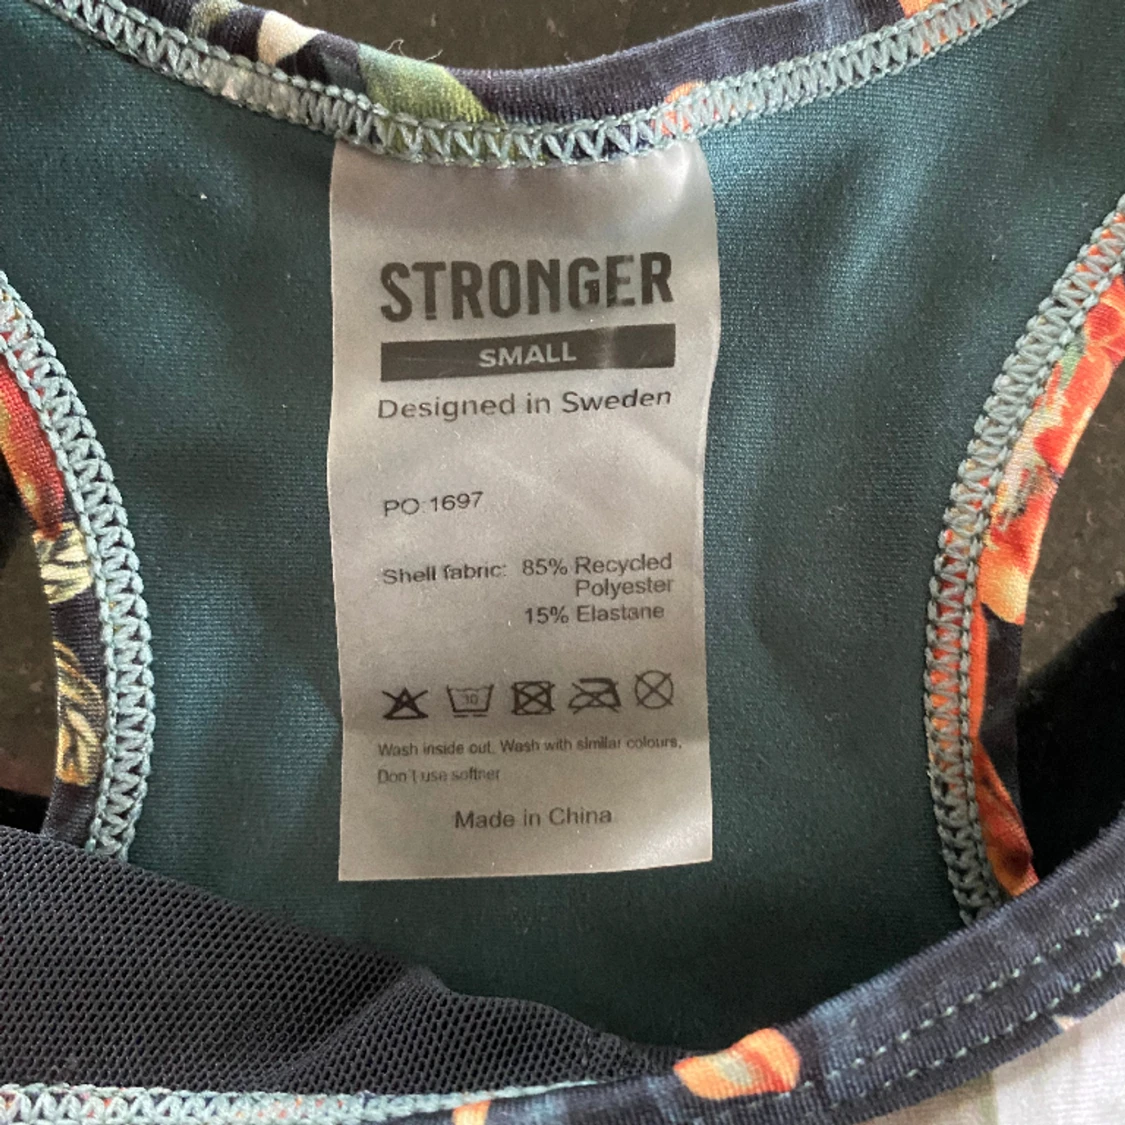 STRONGER
SMALL
Designed in Sweden
PO:1697
Shell fabric: 85% Recycled
Polyester
15% Elastane
Wash inside out, Wash with similar colours,
Don't use softner
Made in China